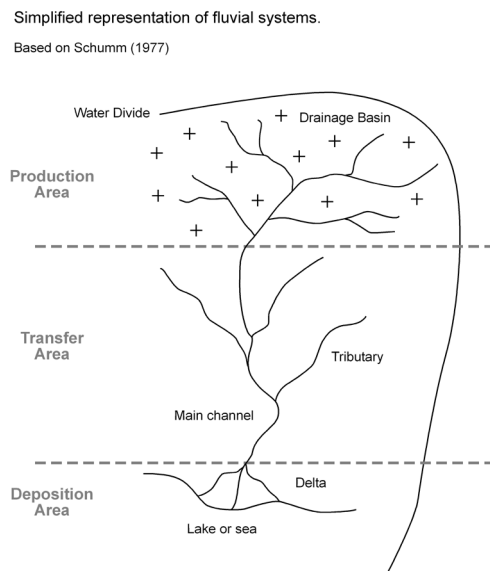 Simplified representation of fluvial systems.
Based on Schumm (1977)
Water Divide
Drainage Basin
Production
Area
Transfer
Area
Tributary
Main channel
Deposition
Area
Delta
Lake or sea